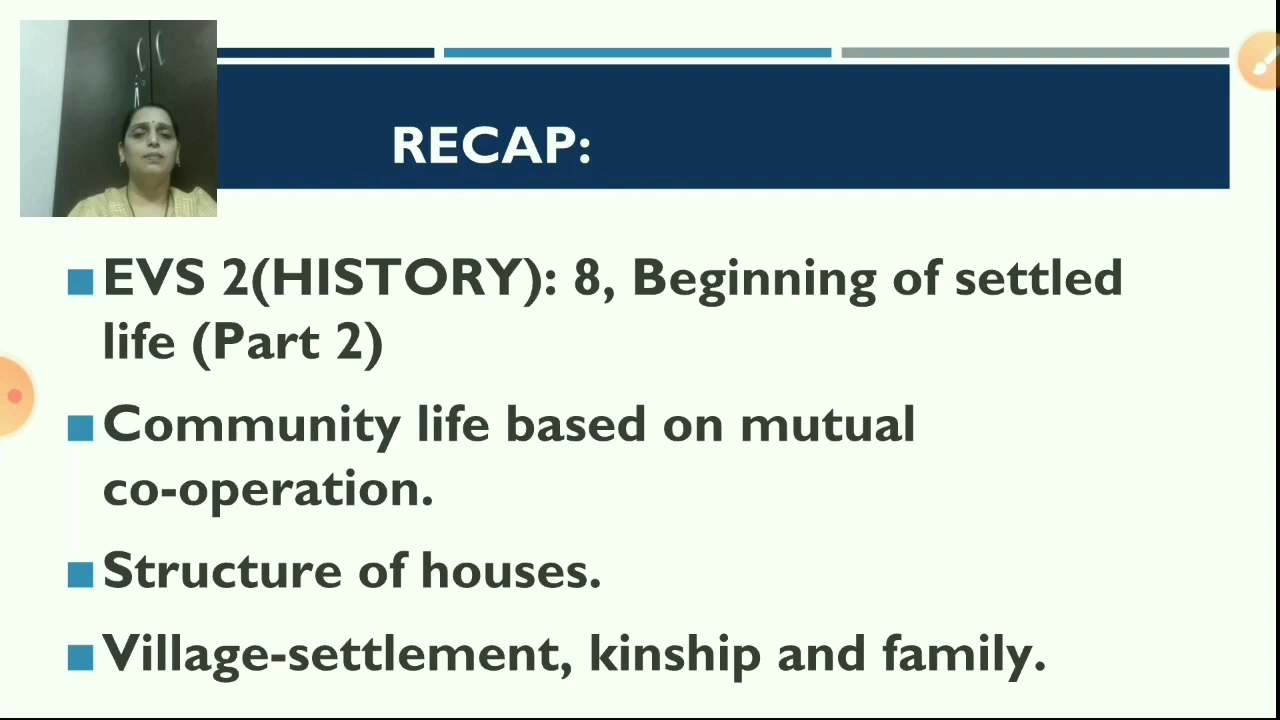 RECAP:
EVS 2(HISTORY): 8, Beginning of settled
life (Part 2)
Community life based on mutual
co-operation.
Structure of houses.
Village-settlement, kinship and family.